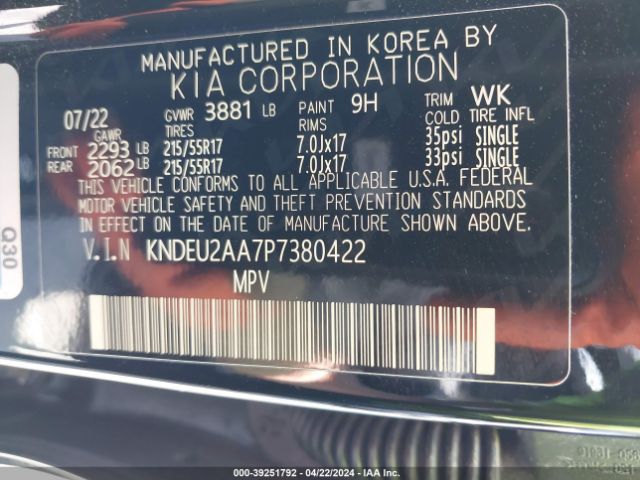 MANUFACTURED IN KOREA BY
KIA CORPORATION
07/22 GVWR 3881 LB PAINT 9H TRIM WK
GAWR TIRES RIMS COLD TIRE INFL
FRONT 2293 LB 215/55R17 7.0Jx17 35psi SINGLE
REAR 2062 LB 215/55R17 7.0Jx17 33psi SINGLE
THIS VEHICLE CONFORMS TO ALL APPLICABLE U.S.A. FEDERAL
MOTOR VEHICLE SAFETY AND THEFT PREVENTION STANDARDS
IN EFFECT ON THE DATE OF MANUFACTURE SHOWN ABOVE.
V.I.N KNDEU2AA7P7380422
MPV
Q30
000-39251792 - 04/22/2024 - IAA Inc.